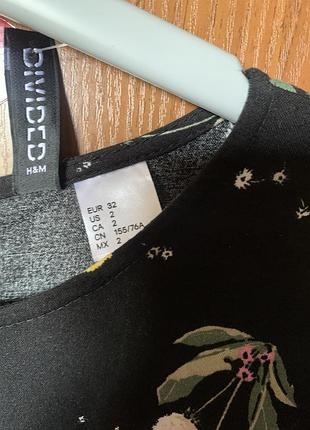 DIVIDED
H&M
EUR 32
US 2
CA 2
CN 155/76A
MX 2